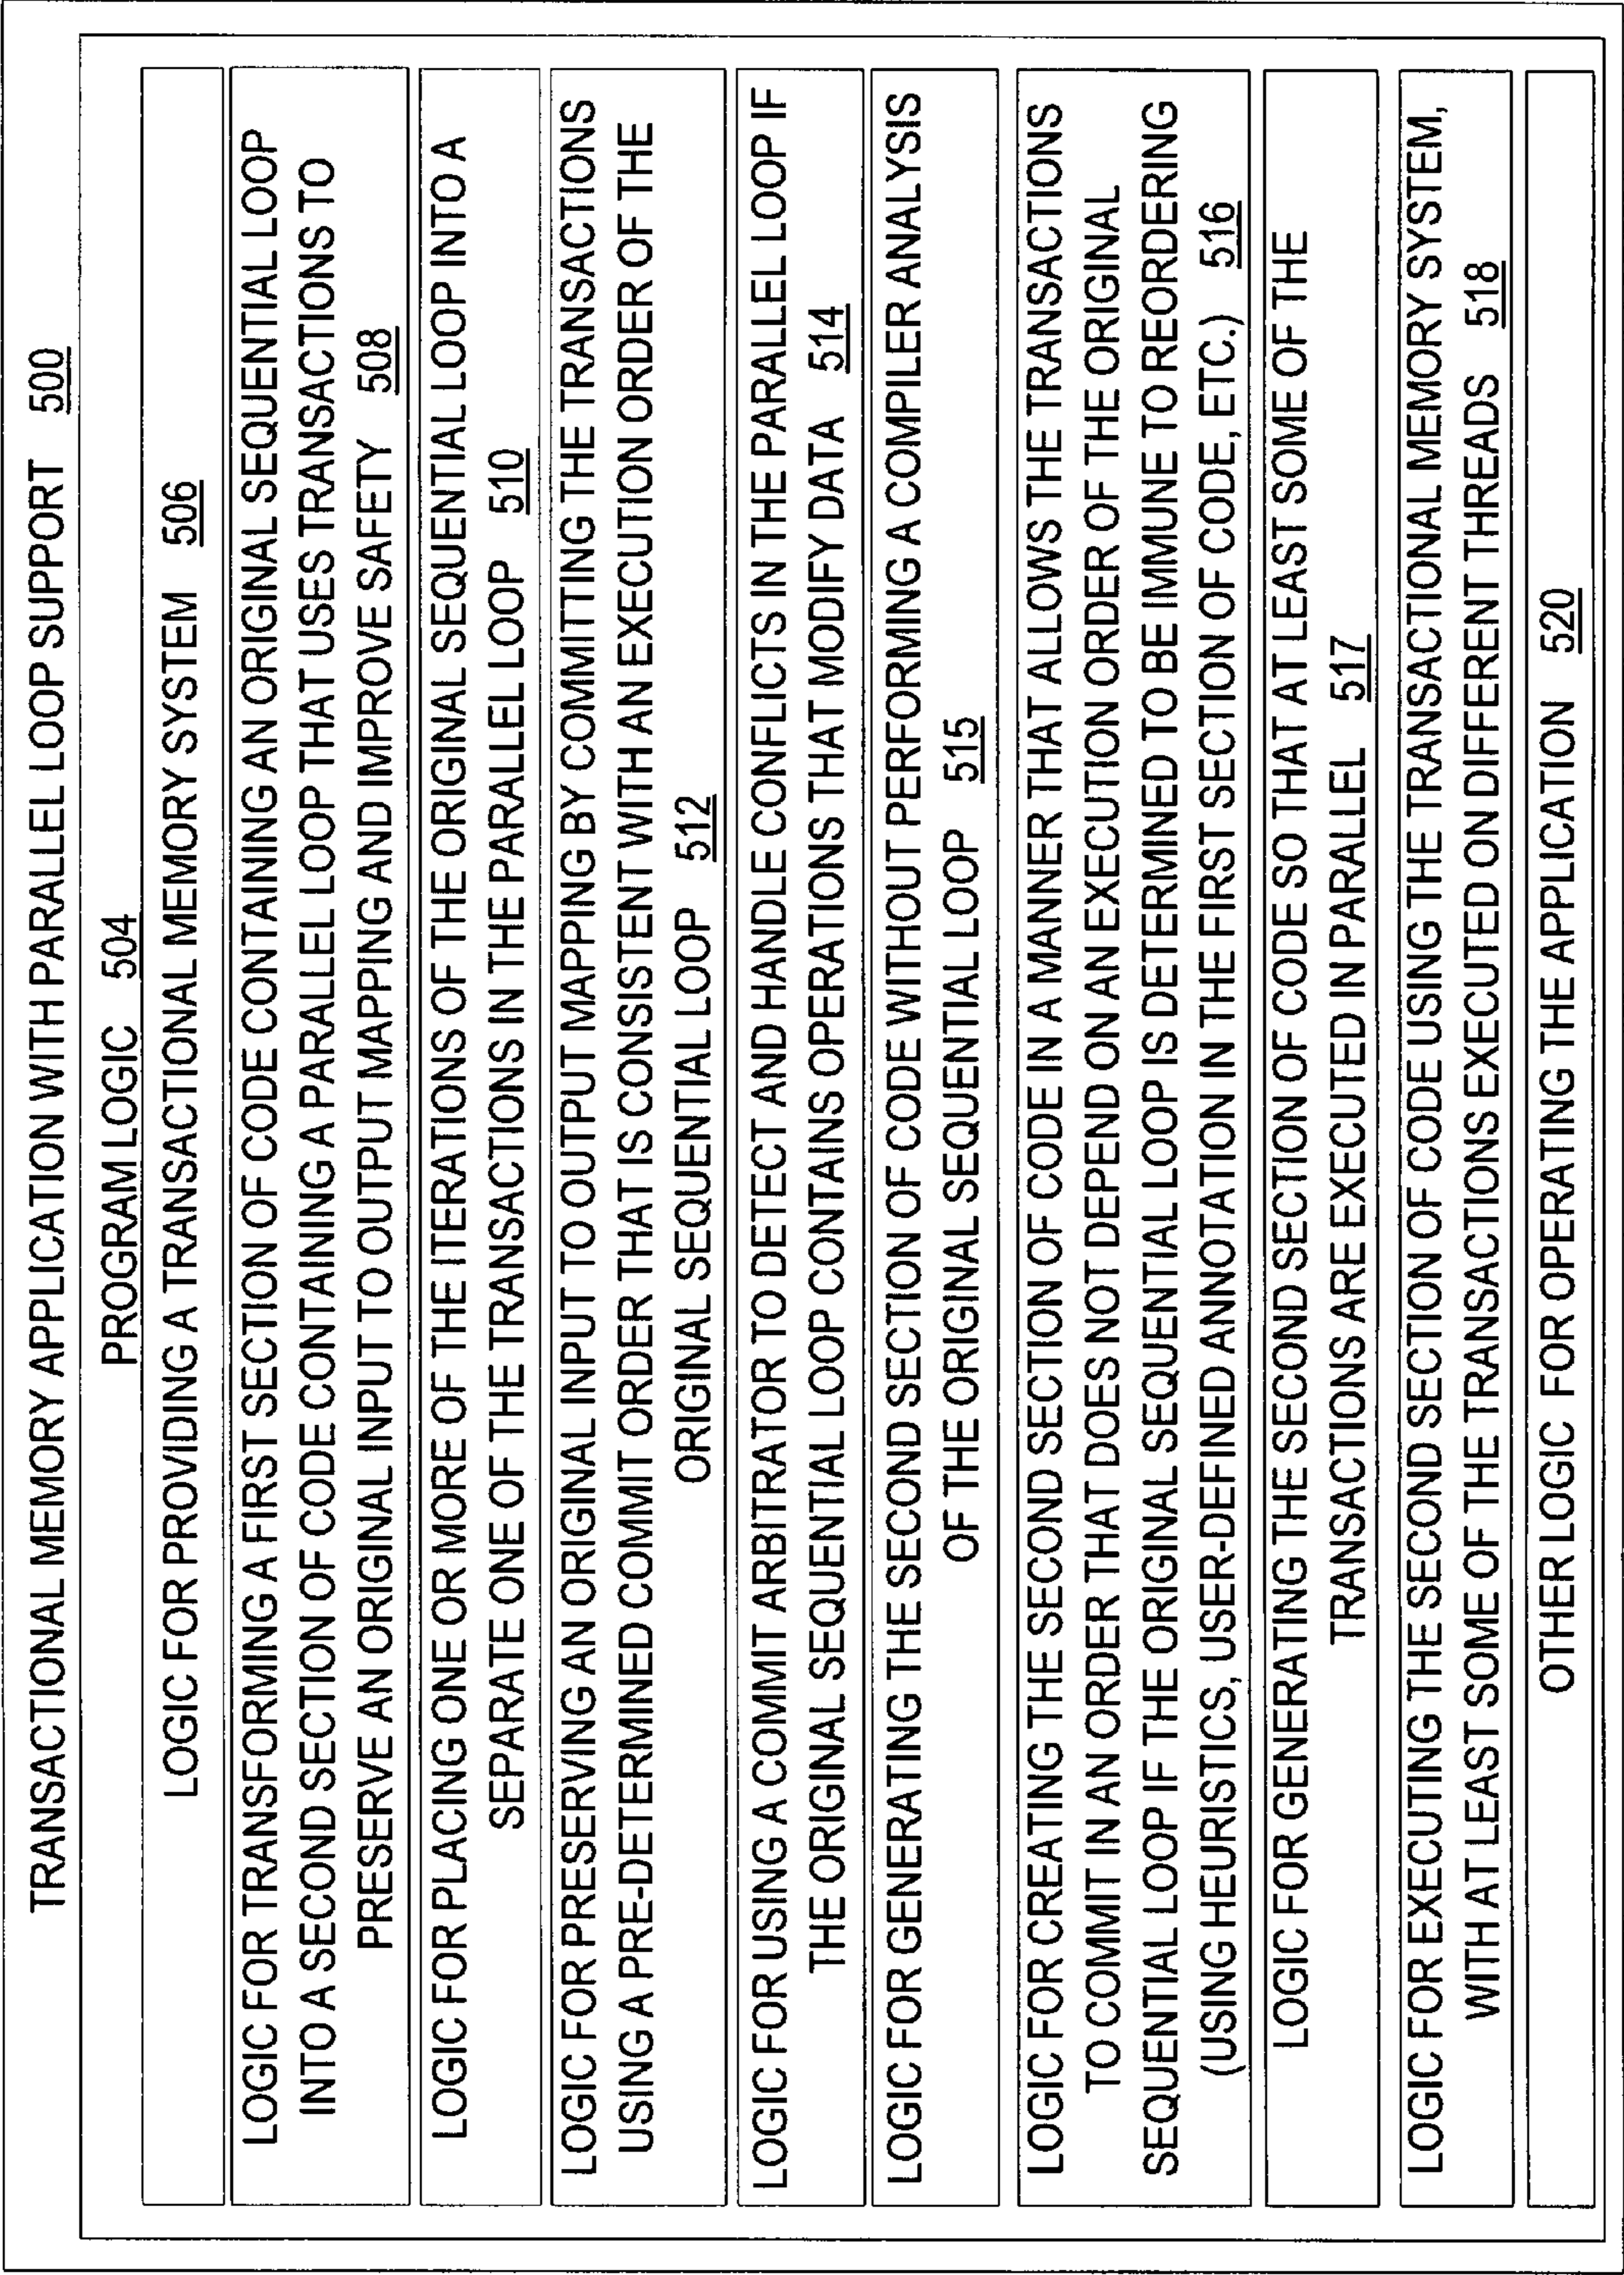 TRANSACTIONAL MEMORY APPLICATION WITH PARALLEL LOOP SUPPORT 500
PROGRAM LOGIC 504
LOGIC FOR PROVIDING A TRANSACTIONAL MEMORY SYSTEM 506
LOGIC FOR TRANSFORMING A FIRST SECTION OF CODE CONTAINING AN ORIGINAL SEQUENTIAL LOOP
INTO A SECOND SECTION OF CODE CONTAINING A PARALLEL LOOP THAT USES TRANSACTIONS TO
PRESERVE AN ORIGINAL INPUT TO OUTPUT MAPPING AND IMPROVE SAFETY 508
LOGIC FOR PLACING ONE OR MORE OF THE ITERATIONS OF THE ORIGINAL SEQUENTIAL LOOP INTO A
SEPARATE ONE OF THE TRANSACTIONS IN THE PARALLEL LOOP 510
LOGIC FOR PRESERVING AN ORIGINAL INPUT TO OUTPUT MAPPING BY COMMITTING THE TRANSACTIONS
USING A PRE-DETERMINED COMMIT ORDER THAT IS CONSISTENT WITH AN EXECUTION ORDER OF THE
ORIGINAL SEQUENTIAL LOOP 512
LOGIC FOR USING A COMMIT ARBITRATOR TO DETECT AND HANDLE CONFLICTS IN THE PARALLEL LOOP IF
THE ORIGINAL SEQUENTIAL LOOP CONTAINS OPERATIONS THAT MODIFY DATA 514
LOGIC FOR GENERATING THE SECOND SECTION OF CODE WITHOUT PERFORMING A COMPILER ANALYSIS
OF THE ORIGINAL SEQUENTIAL LOOP 515
LOGIC FOR CREATING THE SECOND SECTION OF CODE IN A MANNER THAT ALLOWS THE TRANSACTIONS
TO COMMIT IN AN ORDER THAT DOES NOT DEPEND ON AN EXECUTION ORDER OF THE ORIGINAL
SEQUENTIAL LOOP IF THE ORIGINAL SEQUENTIAL LOOP IS DETERMINED TO BE IMMUNE TO REORDERING
(USING HEURISTICS, USER-DEFINED ANNOTATION IN THE FIRST SECTION OF CODE, ETC.) 516
LOGIC FOR GENERATING THE SECOND SECTION OF CODE SO THAT AT LEAST SOME OF THE
TRANSACTIONS ARE EXECUTED IN PARALLEL 517
LOGIC FOR EXECUTING THE SECOND SECTION OF CODE USING THE TRANSACTIONAL MEMORY SYSTEM,
WITH AT LEAST SOME OF THE TRANSACTIONS EXECUTED ON DIFFERENT THREADS 518
OTHER LOGIC FOR OPERATING THE APPLICATION 520